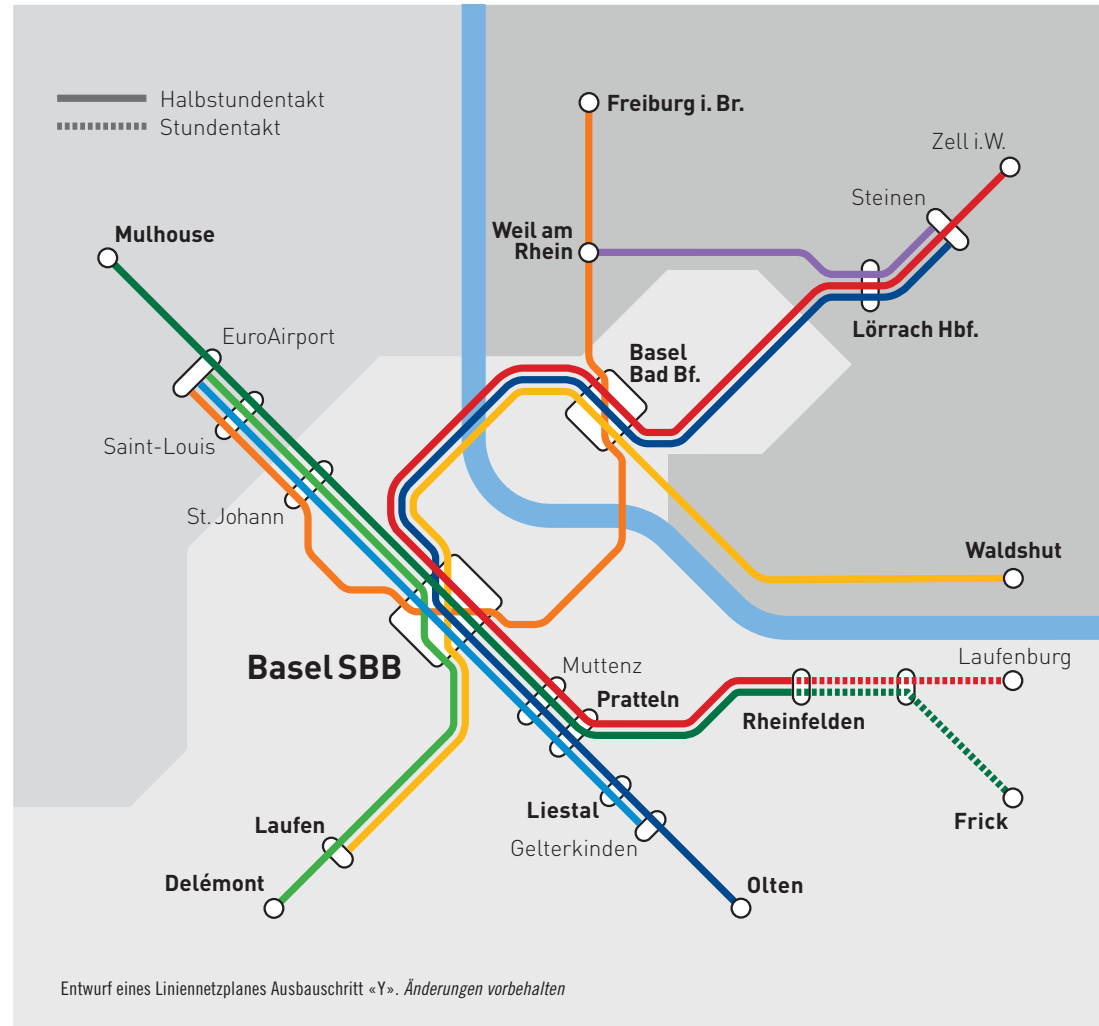 Halbstundentakt
Stundentakt
Freiburg i. Br.
Zell i.W.
Steinen
Mulhouse
Weil am
Rhein
EuroAirport
Lörrach Hbf.
Basel
Bad Bf.
Saint-Louis
St. Johann
Waldshut
Basel SBB
Muttenz
Laufenburg
Pratteln
Rheinfelden
Liestal
Frick
Laufen
Gelterkinden
Delémont
Olten
Entwurf eines Liniennetzplanes Ausbauschritt «Y». Änderungen vorbehalten